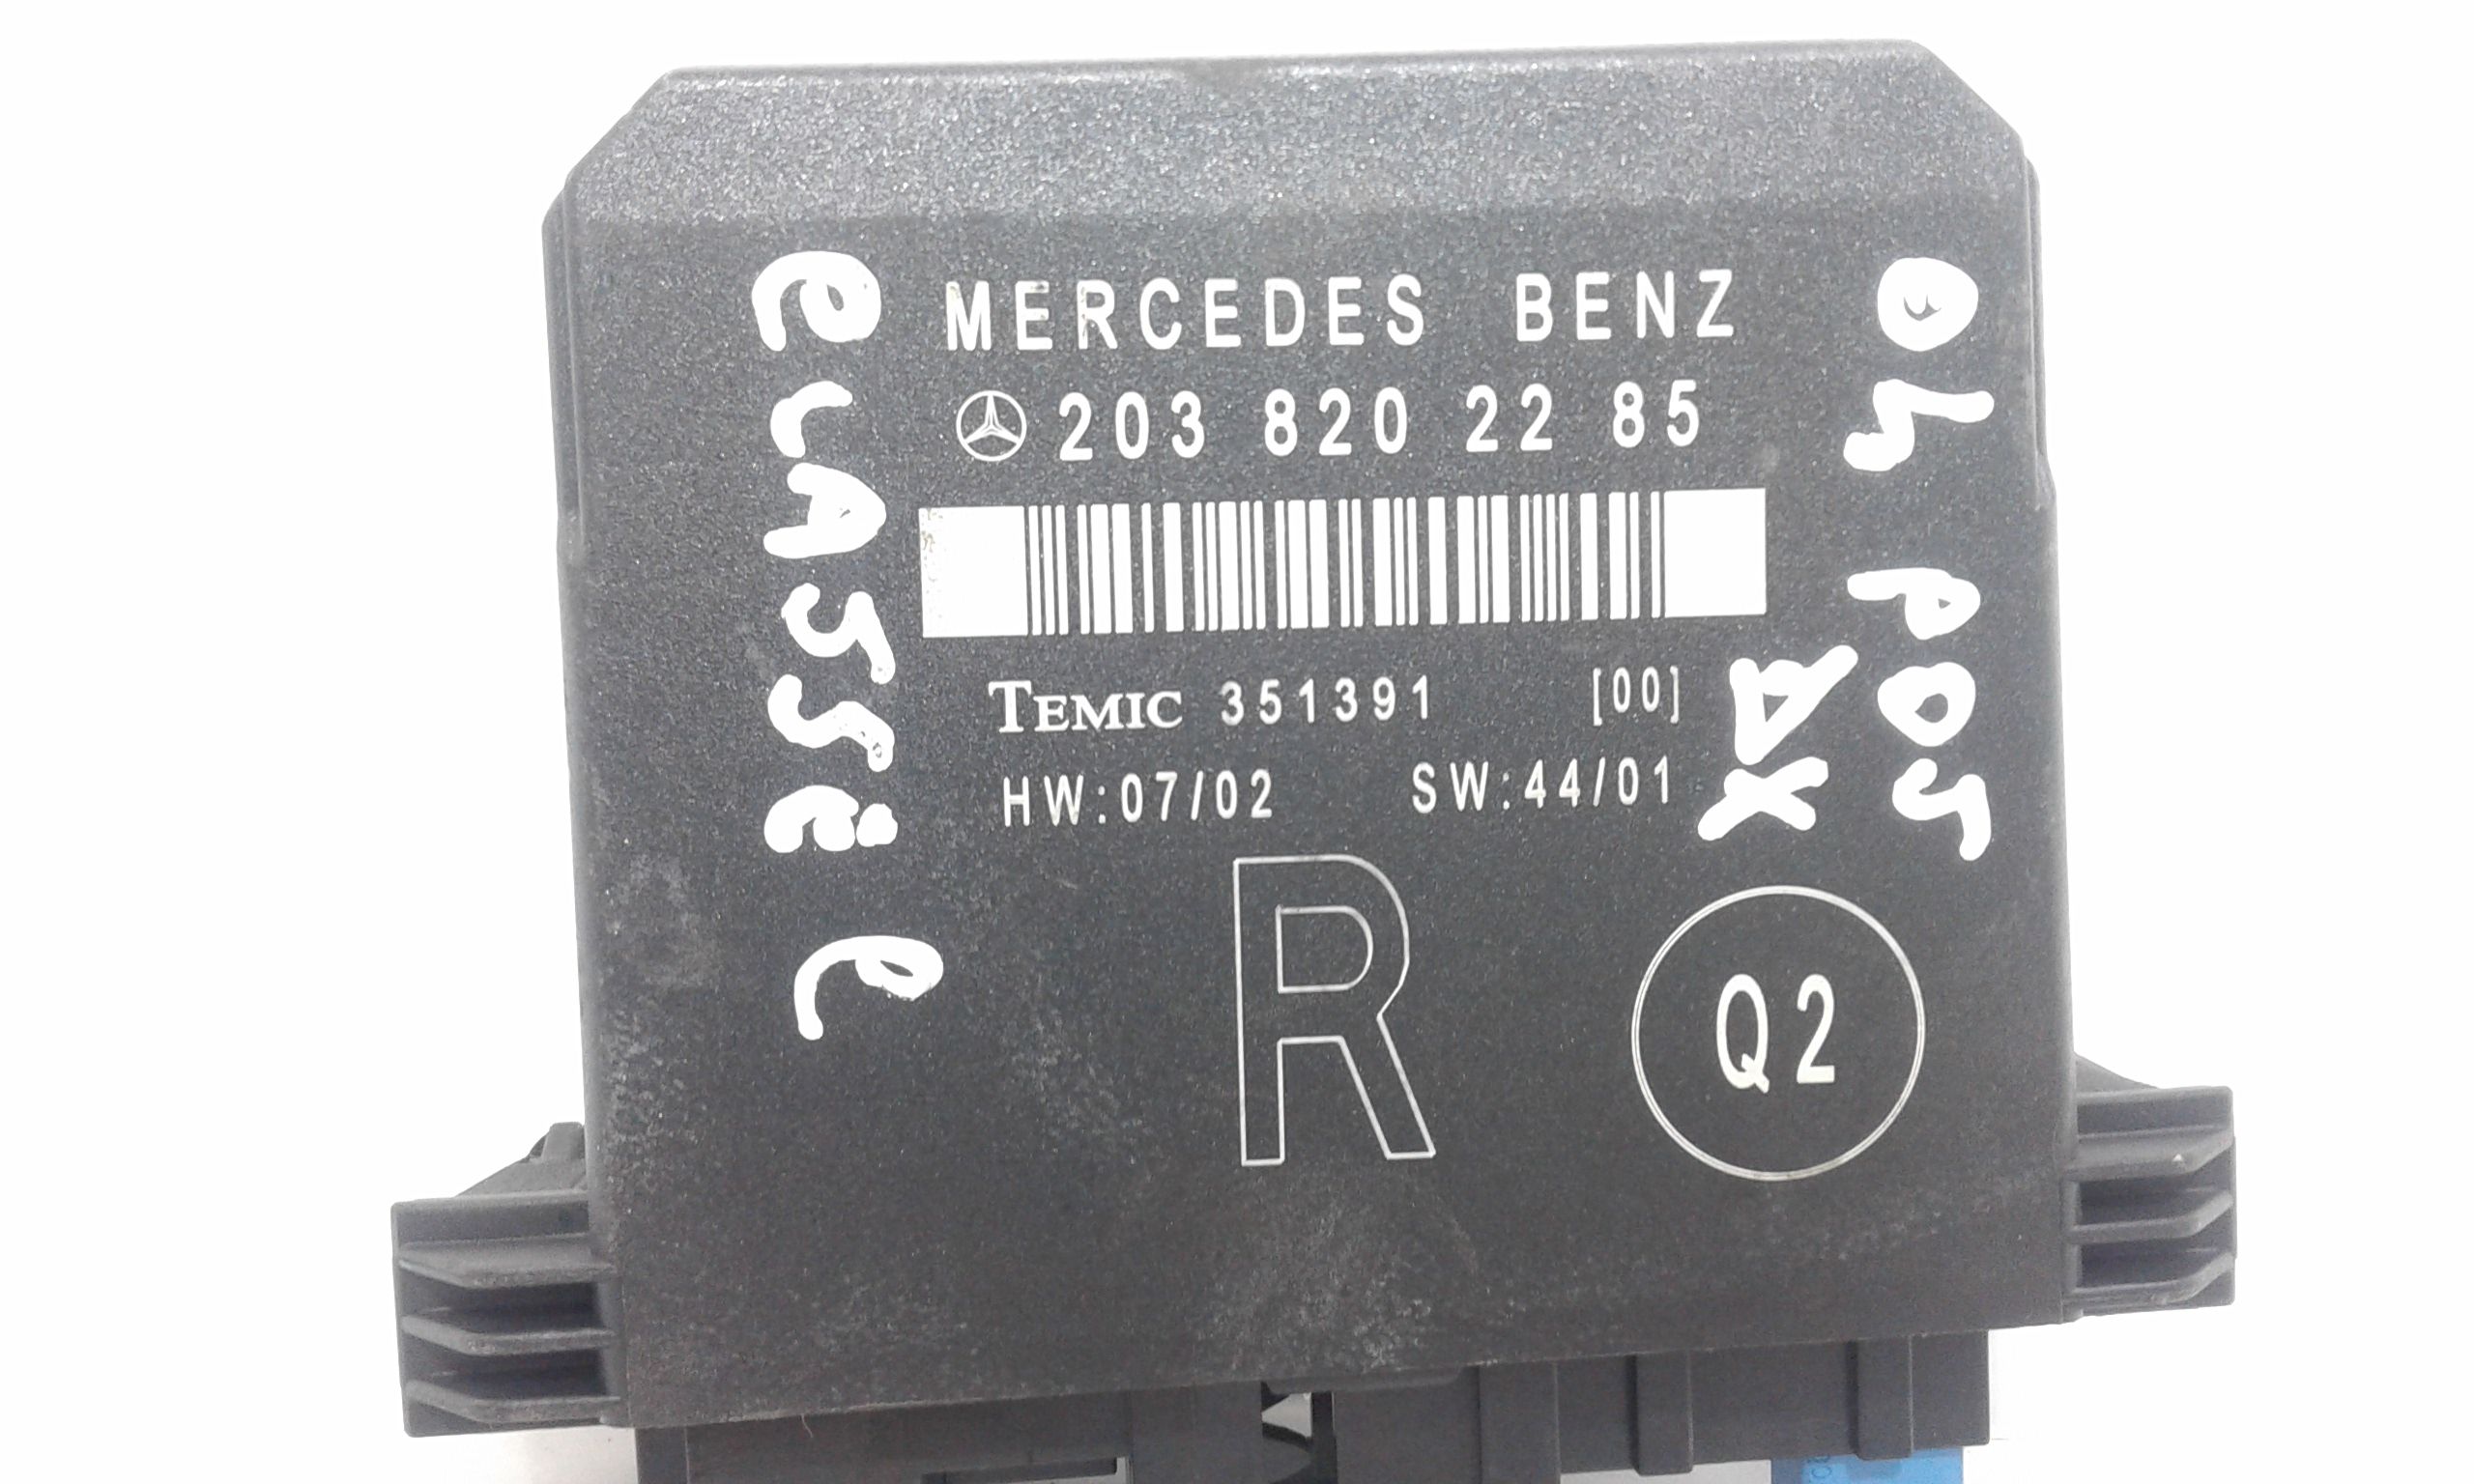 MERCEDES BENZ
203 820 22 85
TEMIC 351391 [00]
HW:07/02 SW:44/01
R
Q2
CLASSE C
04 POS
DX